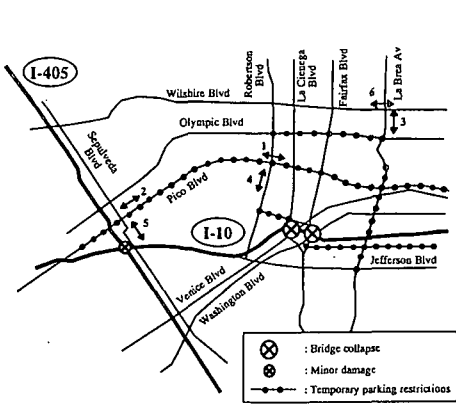 I-405
Wilshire Blvd
Olympic Blvd
Sepulveda
Blvd
Pico Blvd
Robertson
Blvd
La Cienega
Blvd
Fairfax Blvd
La Brea Av
6
3
1
4
2
5
I-10
Venice Blvd
Washington Blvd
Jefferson Blvd
: Bridge collapse
: Minor damage
: Temporary parking restrictions